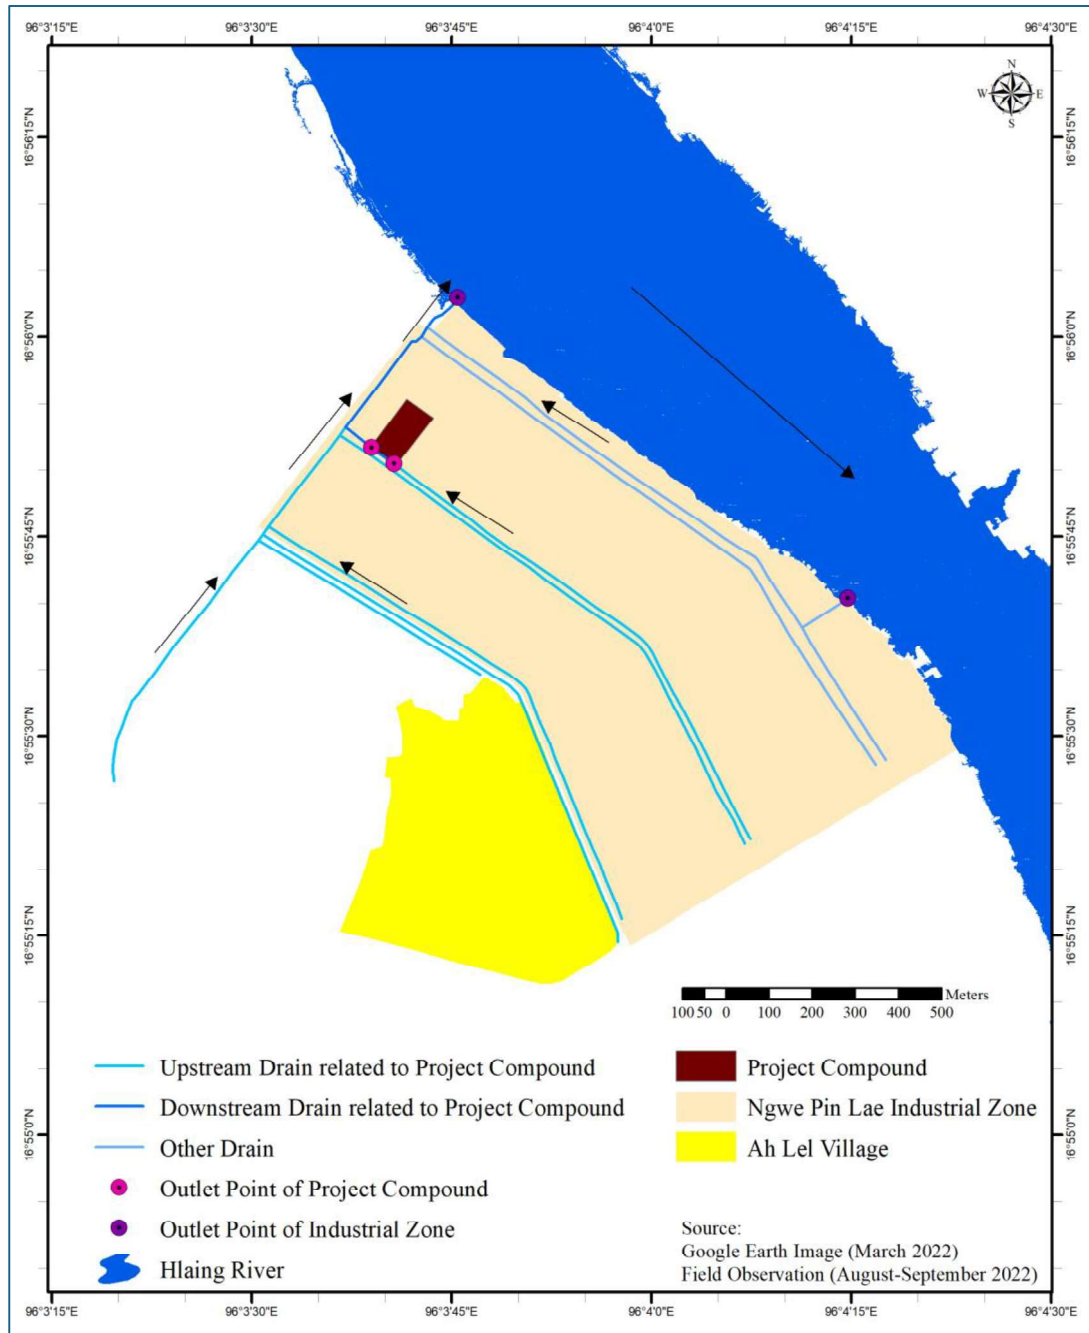 96°3'15"E 96°3'30"E 96°3'45"E 96°4'0"E 96°4'15"E 96°4'30"E
N
W E
S
16°56'15"N 16°56'15"N
16°56'0"N 16°56'0"N
16°55'45"N 16°55'45"N
16°55'30"N 16°55'30"N
16°55'15"N 16°55'15"N
Meters
100 50 0 100 200 300 400 500
Upstream Drain related to Project Compound
Downstream Drain related to Project Compound
Other Drain
Outlet Point of Project Compound
Outlet Point of Industrial Zone
Hlaing River
Project Compound
Ngwe Pin Lae Industrial Zone
Ah Lel Village
16°55'0"N 16°55'0"N
Source:
Google Earth Image (March 2022)
Field Observation (August-September 2022)
96°3'15"E 96°3'30"E 96°3'45"E 96°4'0"E 96°4'15"E 96°4'30"E